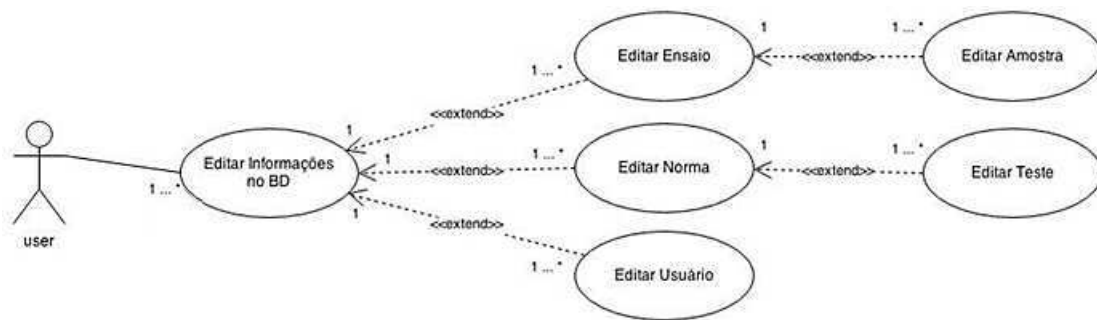 1
1 ... *
Editar Ensaio
<<extend>>
Editar Amostra
1 ... *
<<extend>>
1
Editar Informações
no BD
1
1 ... *
Editar Norma
1
1 ... *
<<extend>>
<<extend>>
Editar Teste
1 ... *
1
<<extend>>
user
1 ... *
Editar Usuário